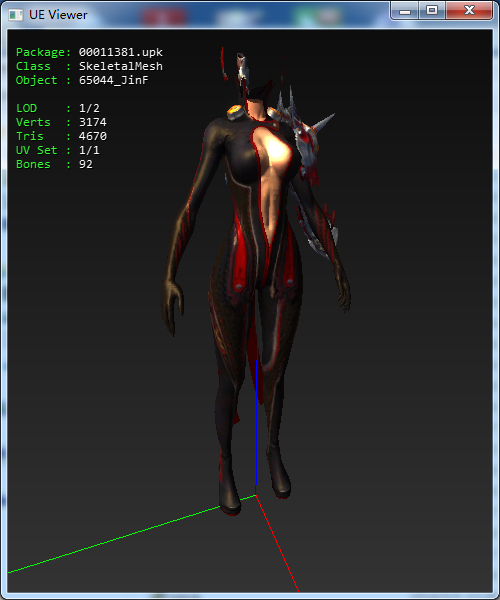 UE Viewer
Package: 00011381.upk
Class : SkeletalMesh
Object : 65044_JinF
LOD : 1/2
Verts : 3174
Tris : 4670
UV Set : 1/1
Bones : 92